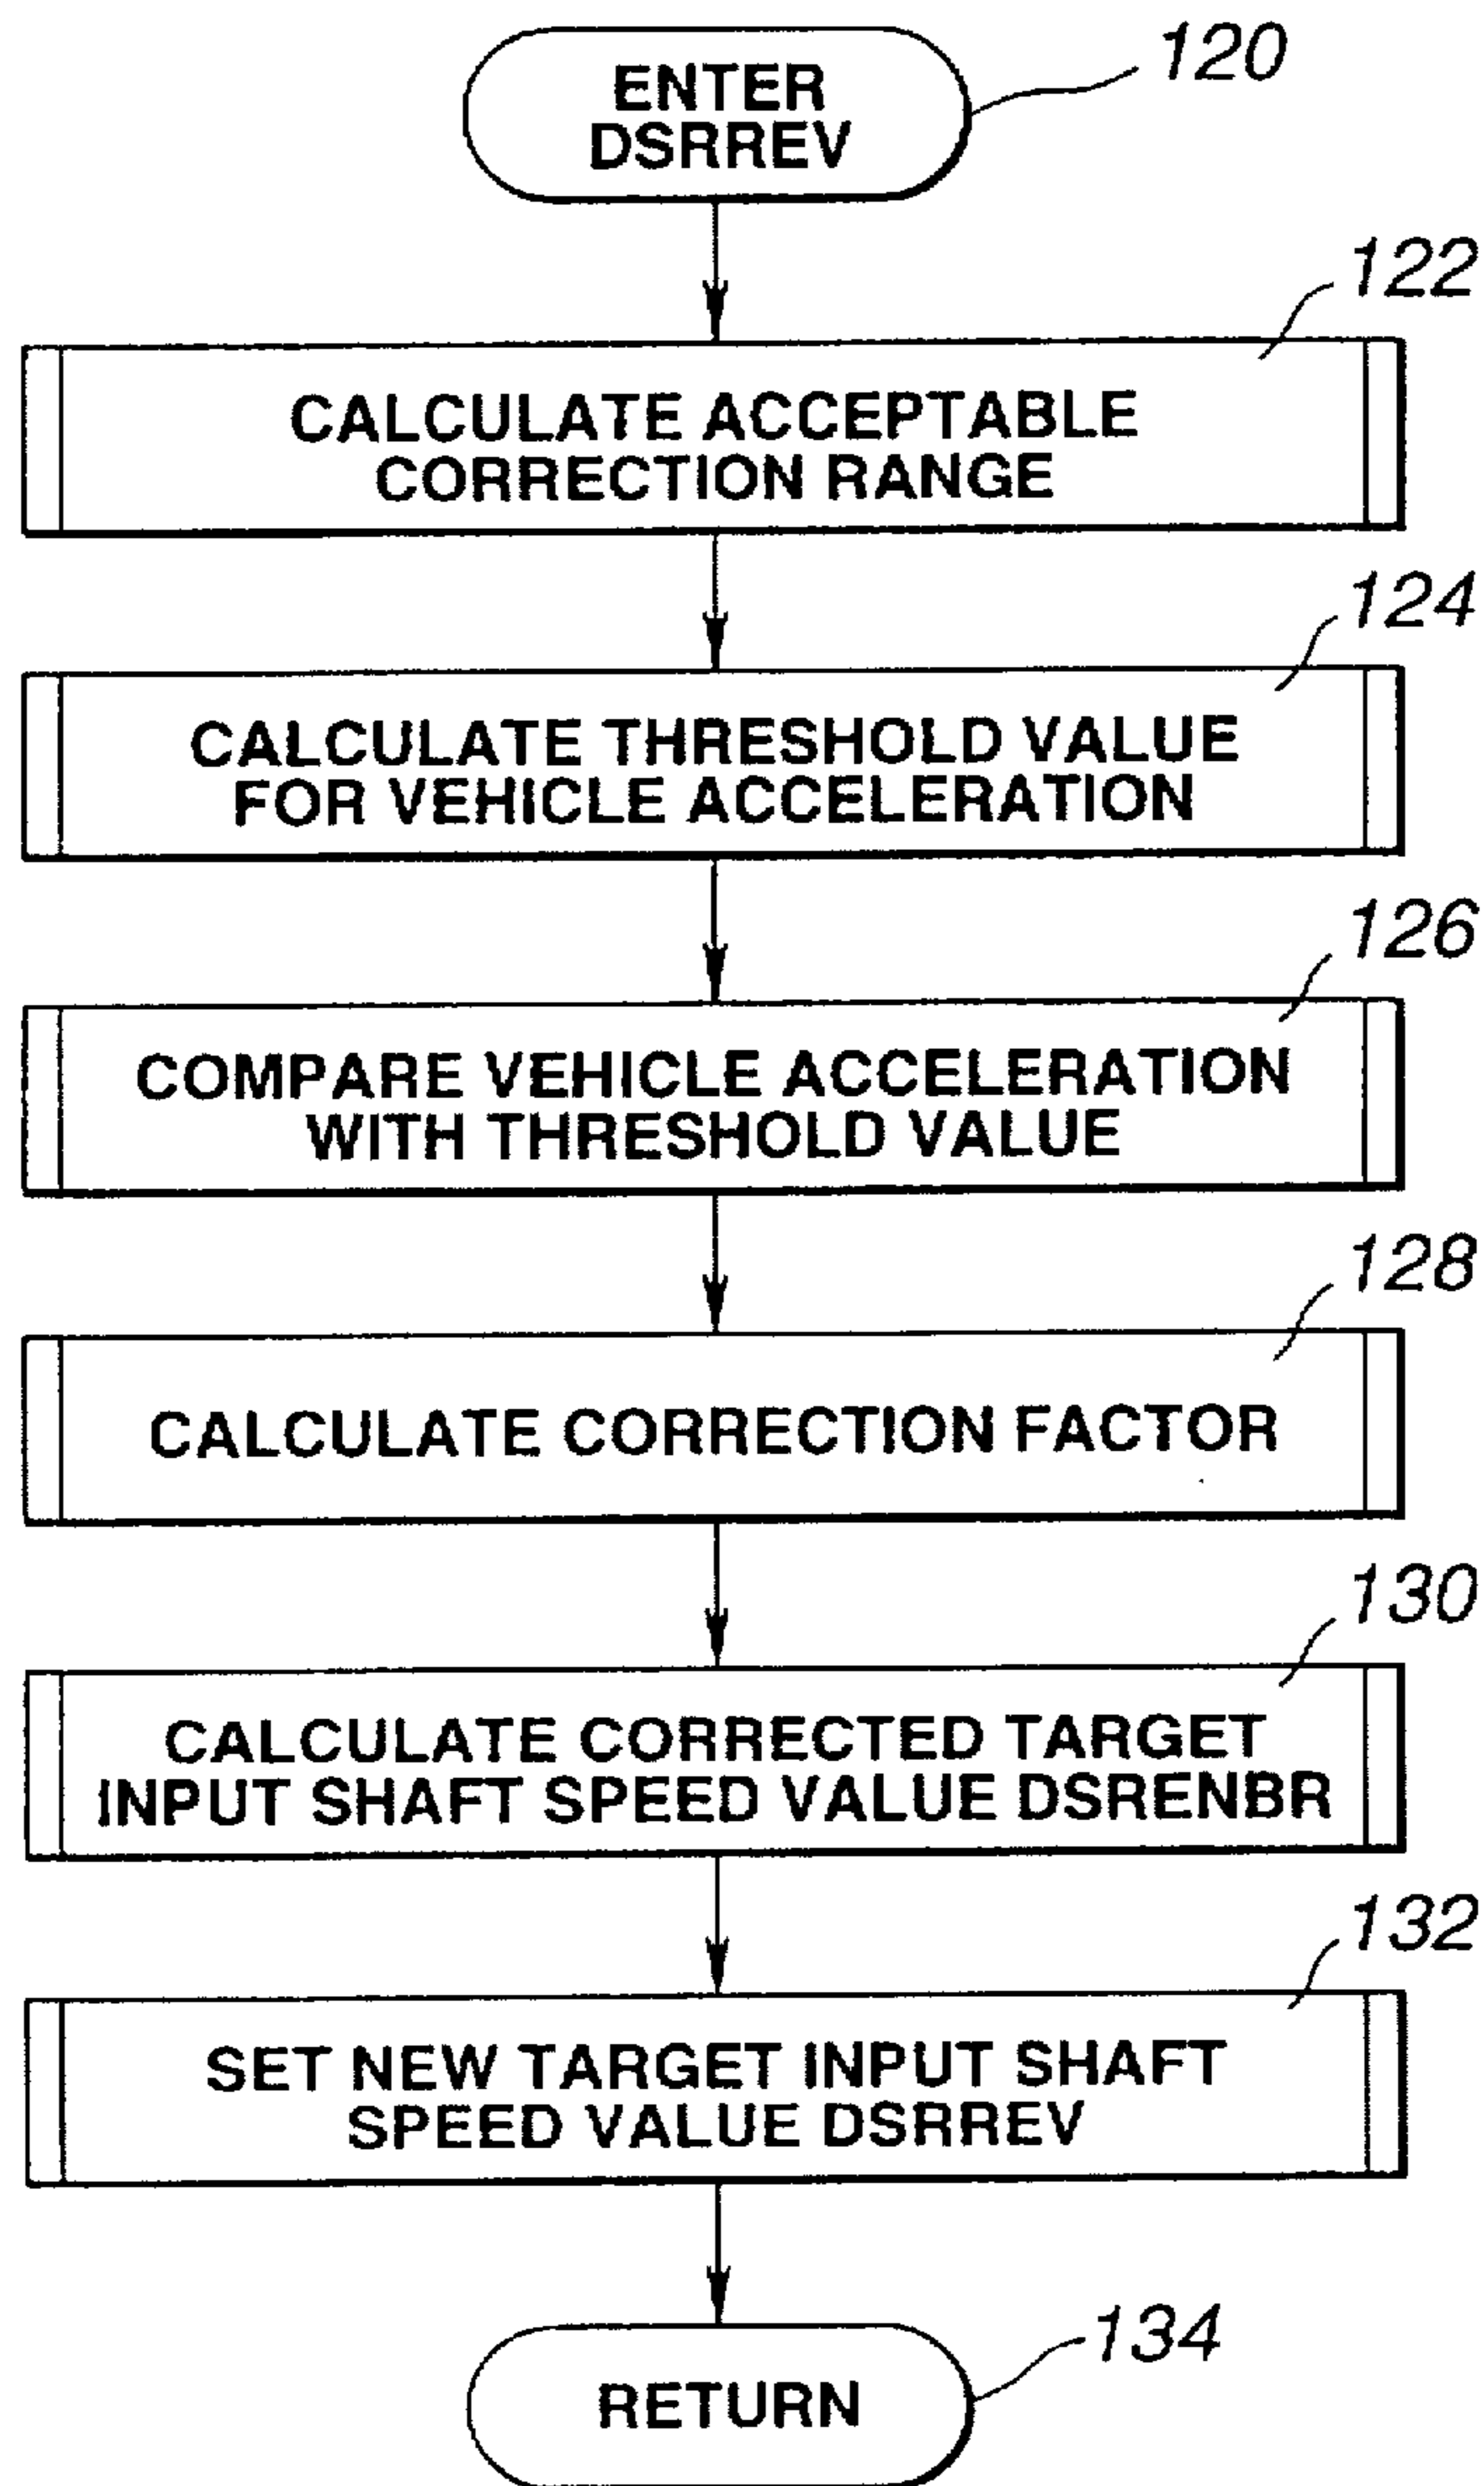 120
ENTER
DSRREV
122
CALCULATE ACCEPTABLE
CORRECTION RANGE
124
CALCULATE THRESHOLD VALUE
FOR VEHICLE ACCELERATION
126
COMPARE VEHICLE ACCELERATION
WITH THRESHOLD VALUE
128
CALCULATE CORRECTION FACTOR
130
CALCULATE CORRECTED TARGET
INPUT SHAFT SPEED VALUE DSRENBR
132
SET NEW TARGET INPUT SHAFT
SPEED VALUE DSRREV
134
RETURN